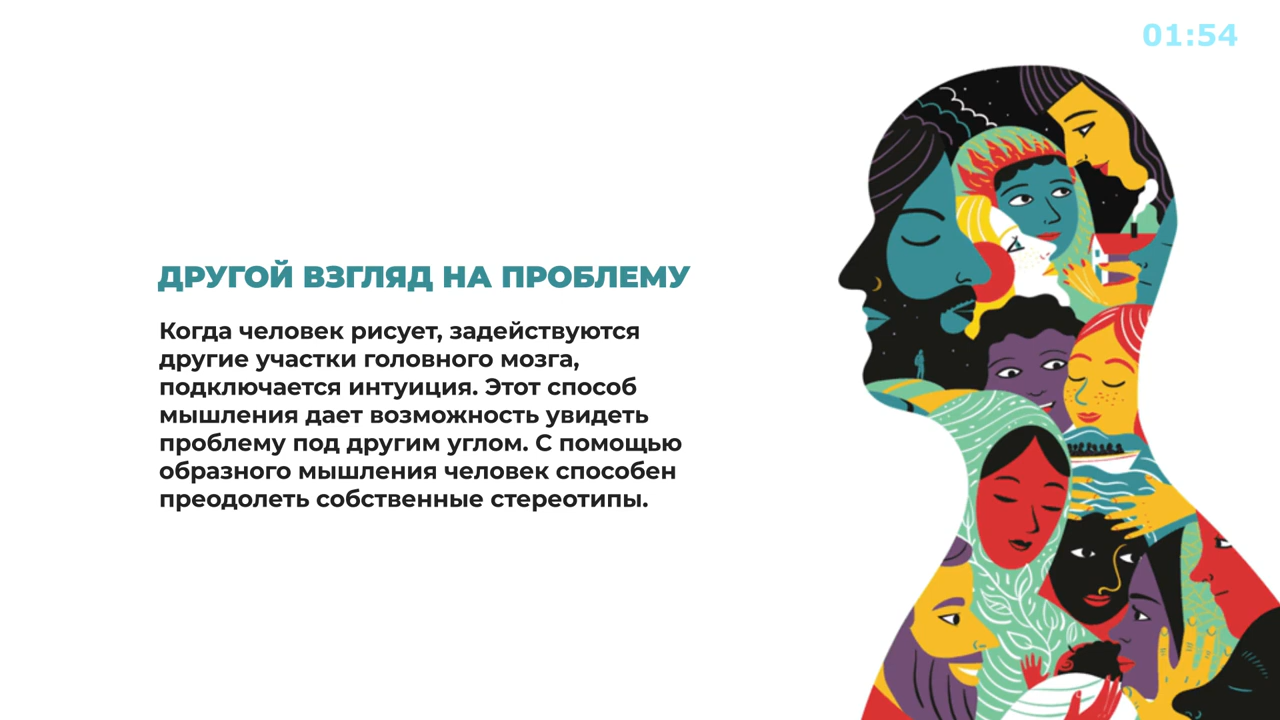 01:54
ДРУГОЙ ВЗГЛЯД НА ПРОБЛЕМУ
Когда человек рисует, задействуются
другие участки головного мозга,
подключается интуиция. Этот способ
мышления дает возможность увидеть
проблему под другим углом. С помощью
образного мышления человек способен
преодолеть собственные стереотипы.